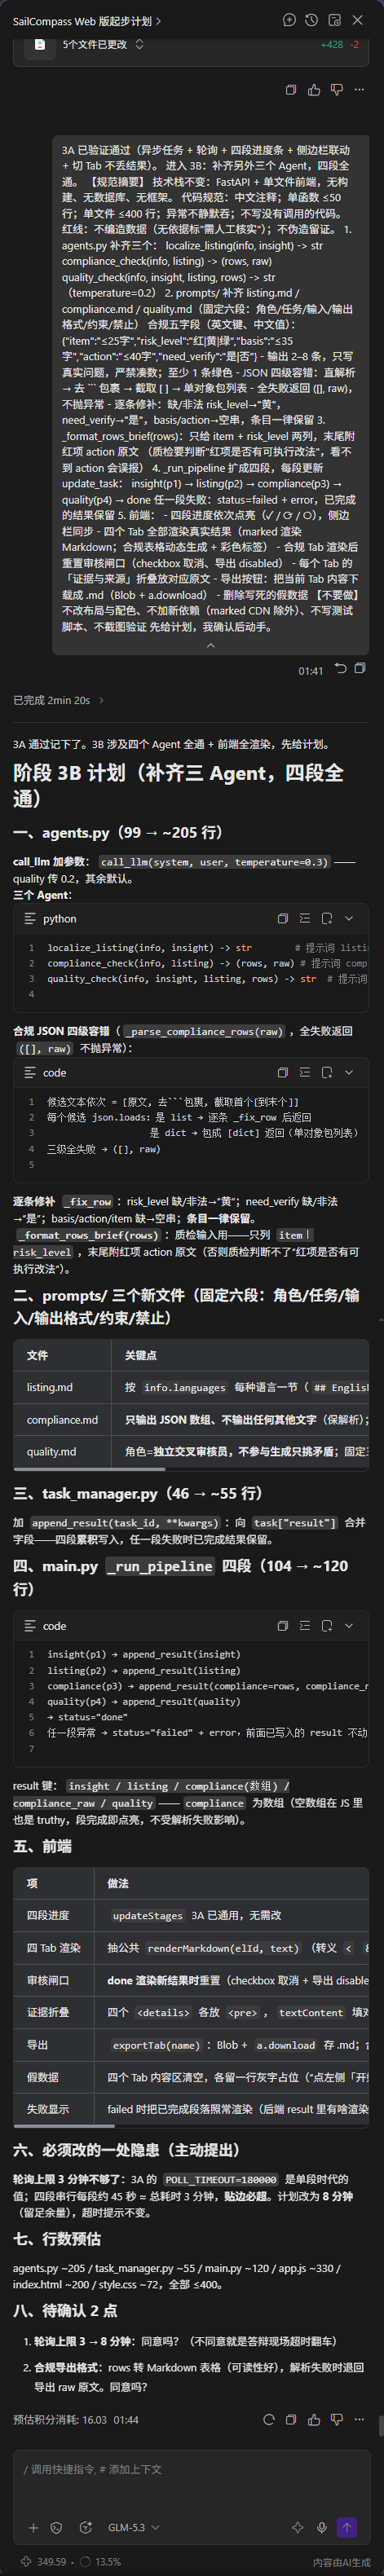 SailCompass Web 版起步计划 >
5个文件已更改
+428 -2
3A 已验证通过（异步任务 + 轮询 + 四段进度条 + 侧边栏联动
+ 切 Tab 不丢结果）。 进入 3B：补齐另外三个 Agent，四段全
通。 【规范摘要】 技术栈不变：FastAPI + 单文件前端，无构
建、无数据库、无框架。 代码规范：中文注释；单函数 ≤50
行；单文件 ≤400 行；异常不静默吞；不写没有调用的代码。
红线：不编造数据（无依据标“需人工核实”）；不伪造留证。 1.
agents.py 补齐三个： localize_listing(info, insight) -> str
compliance_check(info, listing) -> (rows, raw)
quality_check(info, insight, listing, rows) -> str
（temperature=0.2） 2. prompts/ 补齐 listing.md /
compliance.md / quality.md（固定六段：角色/任务/输入/输出
格式/约束/禁止） 合规五字段（英文键、中文值）：
{"item":"≤25字","risk_level":"红|黄|绿","basis":"≤35
字","action":"≤40字","need_verify":"是|否"} - 输出 2–8 条，只写
真实问题，严禁凑数；至少 1 条绿色 - JSON 四级容错：直解
析 → 去 ``` 包裹 → 截取 [ ] → 单对象包列表 - 全失败返回 ([], raw)，
不抛异常 - 逐条修补：缺/非法 risk_level→"黄"，
need_verify→"是"，basis/action→空串，条目一律保留 3.
_format_rows_brief(rows)：只给 item + risk_level 两列，末尾附
红项 action 原文 （质检要判断"红项是否有可执行改法"，看不
到 action 会误报） 4. _run_pipeline 扩成四段，每段更新
update_task： insight(p1) → listing(p2) → compliance(p3) →
quality(p4) → done 任一段失败：status=failed + error，已完成
的结果保留 5. 前端： - 四段进度依次点亮（✓ / ⟳ / ○），侧边
栏同步 - 四个 Tab 全部渲染真实结果（marked 渲染
Markdown；合规表格动态生成 + 彩色标签） - 合规 Tab 渲染后
重置审核闸口（checkbox 取消、导出 disabled） - 每个 Tab 的
「证据与来源」折叠放对应原文 - 导出按钮：把当前 Tab 内容下
载成 .md（Blob + a.download） - 删除写死的假数据 【不要做】
不改布局与配色、不加新依赖（marked CDN 除外）、不写测试
脚本、不截图验证 先给计划，我确认后动手。
01:41
已完成 2min 20s >
3A 通过记下了。3B 涉及四个 Agent 全通 + 前端全渲染，先给计划。
阶段 3B 计划（补齐三 Agent，四段全
通）
一、agents.py（99 → ~205 行）
call_llm 加参数： call_llm(system, user, temperature=0.3) ——
quality 传 0.2，其余默认。
三个 Agent：
python
1 localize_listing(info, insight) -> str # 提示词 listin
2 compliance_check(info, listing) -> (rows, raw) # 提示词 comp
3 quality_check(info, insight, listing, rows) -> str # 提示词
4
合规 JSON 四级容错（ _parse_compliance_rows(raw) ，全失败返回
([], raw) 不抛异常）：
code
1 候选文本依次 = [原文, 去```包裹, 截取首个[到末个]]
2 每个候选 json.loads: 是 list → 逐条 _fix_row 后返回
3 是 dict → 包成 [dict] 返回（单对象包列表）
4 三级全失败 → ([], raw)
5
逐条修补 _fix_row ：risk_level 缺/非法→"黄"；need_verify 缺/非法
→"是"；basis/action/item 缺→空串；条目一律保留。
_format_rows_brief(rows) ：质检输入用——只列 item |
risk_level ，末尾附红项 action 原文（否则质检判断不了"红项是否有可
执行改法"）。
二、prompts/ 三个新文件（固定六段：角色/任务/输
入/输出格式/约束/禁止）
文件 关键点
listing.md 按 info.languages 每种语言一节（ ## English
compliance.md 只输出 JSON 数组、不输出任何其他文字（保解析）；
quality.md 角色=独立交叉审核员，不参与生成只挑矛盾；固定三
三、task_manager.py（46 → ~55 行）
加 append_result(task_id, **kwargs) ：向 task["result"] 合并
字段——四段累积写入，任一段失败时已完成结果保留。
四、main.py _run_pipeline 四段（104 → ~120
行）
code
1 insight(p1) → append_result(insight)
2 listing(p2) → append_result(listing)
3 compliance(p3) → append_result(compliance=rows, compliance_r
4 quality(p4) → append_result(quality)
5 → status="done"
6 任一段异常 → status="failed" + error，前面已写入的 result 不动
7
result 键： insight / listing / compliance(数组) /
compliance_raw / quality —— compliance 为数组（空数组在 JS 里
也是 truthy，段完成即点亮，不受解析失败影响）。
五、前端
项 做法
四段进度 updateStages 3A 已通用，无需改
四 Tab 渲染 抽公共 renderMarkdown(elId, text) （转义 < &
审核闸口 done 渲染新结果时重置（checkbox 取消 + 导出 disable
证据折叠 四个 <details> 各放 <pre> ， textContent 填对
导出 exportTab(name) ：Blob + a.download 存 .md；合
假数据 四个 Tab 内容区清空，各留一行灰字占位（“点左侧「开始
失败显示 failed 时把已完成段落照常渲染（后端 result 里有啥渲染
六、必须改的一处隐患（主动提出）
轮询上限 3 分钟不够了：3A 的 POLL_TIMEOUT=180000 是单段时代的
值；四段串行每段约 45 秒 ≈ 总耗时 3 分钟，贴边必超。计划改为 8 分钟
（留足余量），超时提示不变。
七、行数预估
agents.py ~205 / task_manager.py ~55 / main.py ~120 / app.js ~330 /
index.html ~200 / style.css ~72，全部 ≤400。
八、待确认 2 点
1. 轮询上限 3 → 8 分钟：同意吗？（不同意就是答辩现场超时翻车）
2. 合规导出格式：rows 转 Markdown 表格（可读性好），解析失败时退回
导出 raw 原文。同意吗？
预估积分消耗: 16.03 01:44
/ 调用快捷指令, # 添加上下文
GLM-5.3
349.59 · 13.5%
内容由AI生成